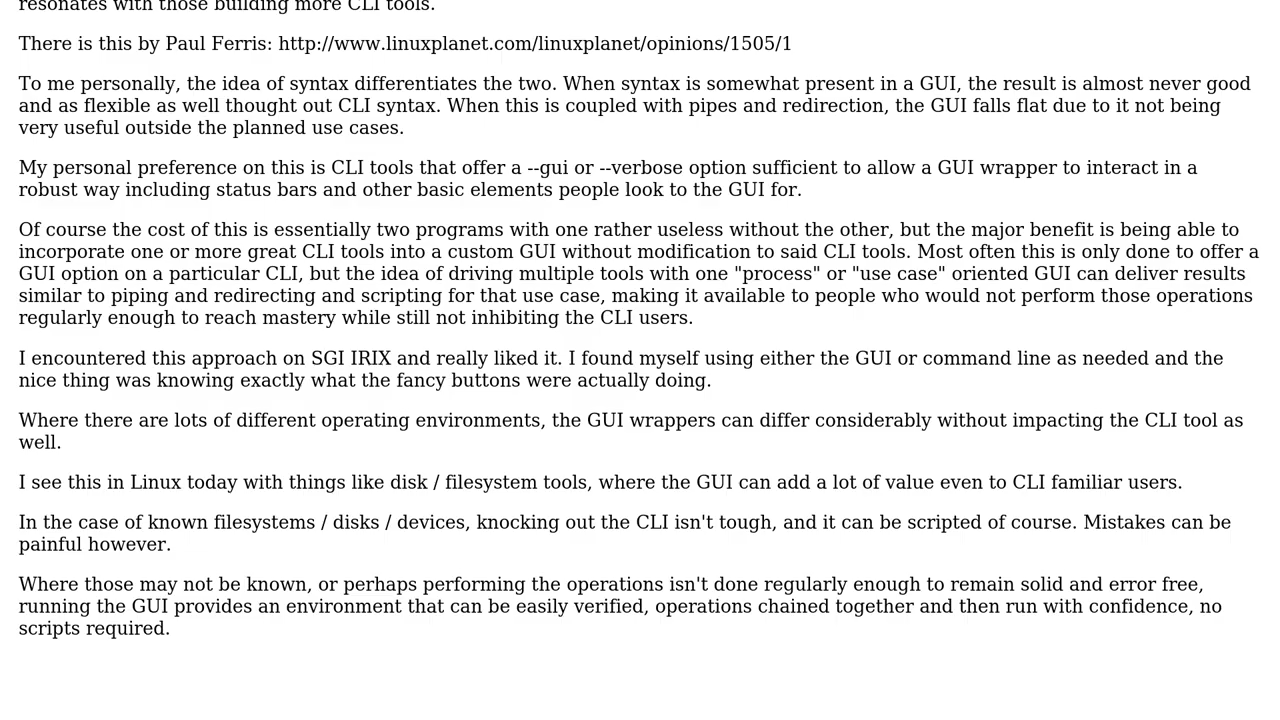 resonates with those building more CLI tools.
There is this by Paul Ferris: http://www.linuxplanet.com/linuxplanet/opinions/1505/1
To me personally, the idea of syntax differentiates the two. When syntax is somewhat present in a GUI, the result is almost never good
and as flexible as well thought out CLI syntax. When this is coupled with pipes and redirection, the GUI falls flat due to it not being
very useful outside the planned use cases.
My personal preference on this is CLI tools that offer a --gui or --verbose option sufficient to allow a GUI wrapper to interact in a
robust way including status bars and other basic elements people look to the GUI for.
Of course the cost of this is essentially two programs with one rather useless without the other, but the major benefit is being able to
incorporate one or more great CLI tools into a custom GUI without modification to said CLI tools. Most often this is only done to offer a
GUI option on a particular CLI, but the idea of driving multiple tools with one "process" or "use case" oriented GUI can deliver results
similar to piping and redirecting and scripting for that use case, making it available to people who would not perform those operations
regularly enough to reach mastery while still not inhibiting the CLI users.
I encountered this approach on SGI IRIX and really liked it. I found myself using either the GUI or command line as needed and the
nice thing was knowing exactly what the fancy buttons were actually doing.
Where there are lots of different operating environments, the GUI wrappers can differ considerably without impacting the CLI tool as
well.
I see this in Linux today with things like disk / filesystem tools, where the GUI can add a lot of value even to CLI familiar users.
In the case of known filesystems / disks / devices, knocking out the CLI isn't tough, and it can be scripted of course. Mistakes can be
painful however.
Where those may not be known, or perhaps performing the operations isn't done regularly enough to remain solid and error free,
running the GUI provides an environment that can be easily verified, operations chained together and then run with confidence, no
scripts required.